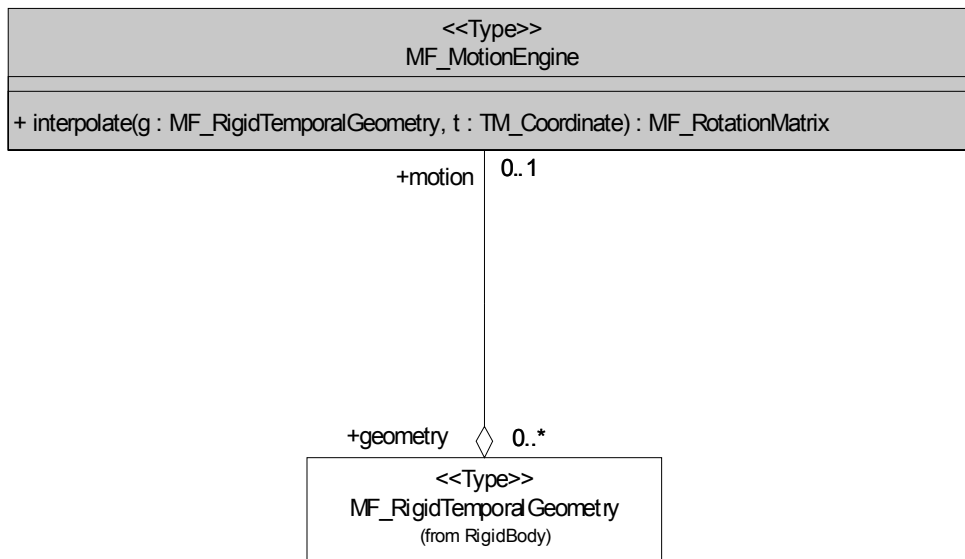 <<Type>>
MF_MotionEngine
+ interpolate(g : MF_RigidTemporalGeometry, t : TM_Coordinate) : MF_RotationMatrix
+motion 0..1
+geometry 0..*
<<Type>>
MF_RigidTemporalGeometry
(from RigidBody)